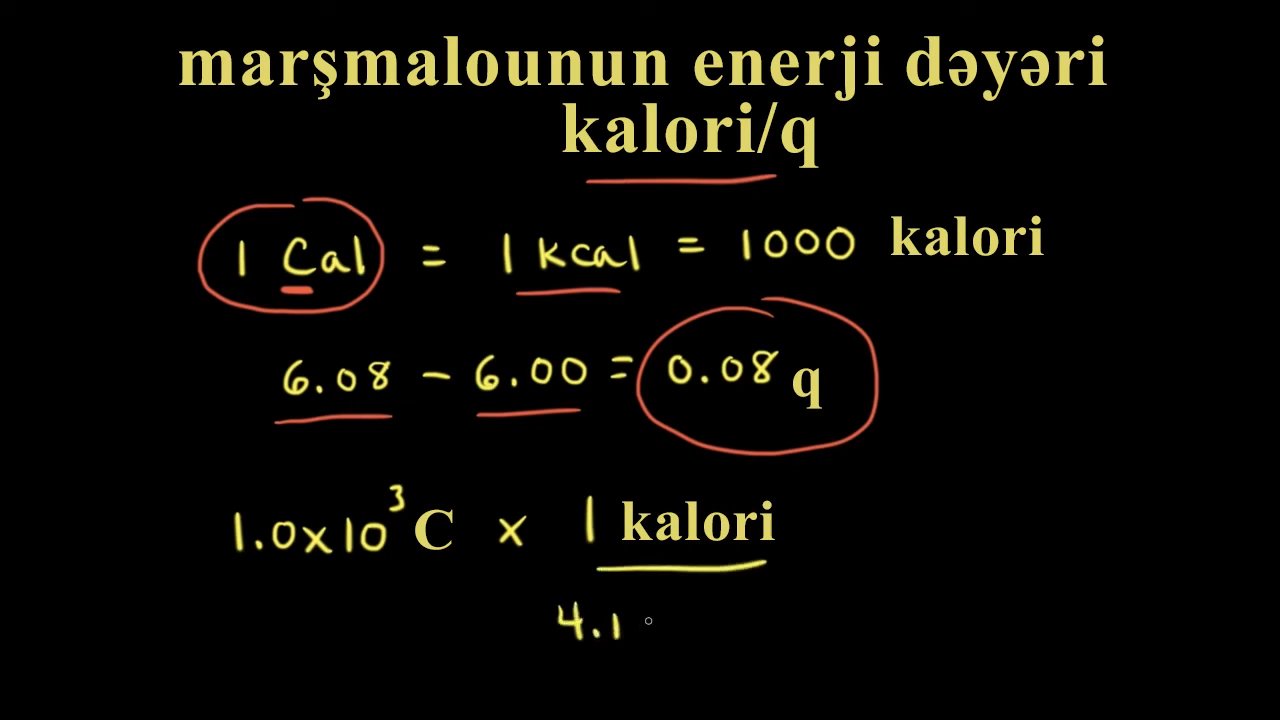 marşmalounun enerji dəyəri
kalori/q
1 Cal = 1 kcal = 1000 kalori
6.08 - 6.00 = 0.08 q
1.0x10³ C x 1 kalori
4.1